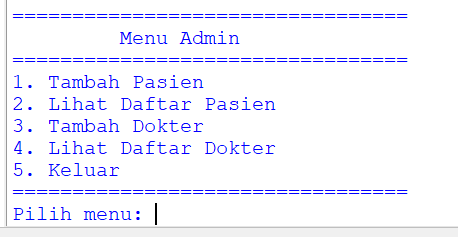 =================================
Menu Admin
=================================
1. Tambah Pasien
2. Lihat Daftar Pasien
3. Tambah Dokter
4. Lihat Daftar Dokter
5. Keluar
=================================
Pilih menu: